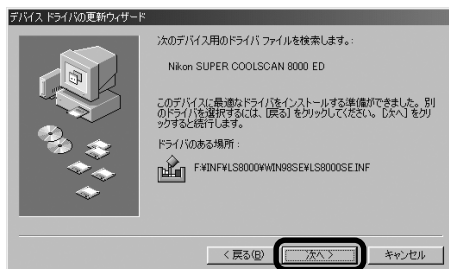 デバイス ドライバの更新ウィザード
次のデバイス用のドライバ ファイルを検索します。:
Nikon SUPER COOLSCAN 8000 ED
このデバイスに最適なドライバをインストールする準備ができました。別
のドライバを選択するには、[戻る] をクリックしてください。[次へ] をクリ
ックすると続行します。
ドライバのある場所:
F:¥INF¥LS8000¥WIN98SE¥LS8000SE.INF
< 戻る(B)
次へ >
キャンセル